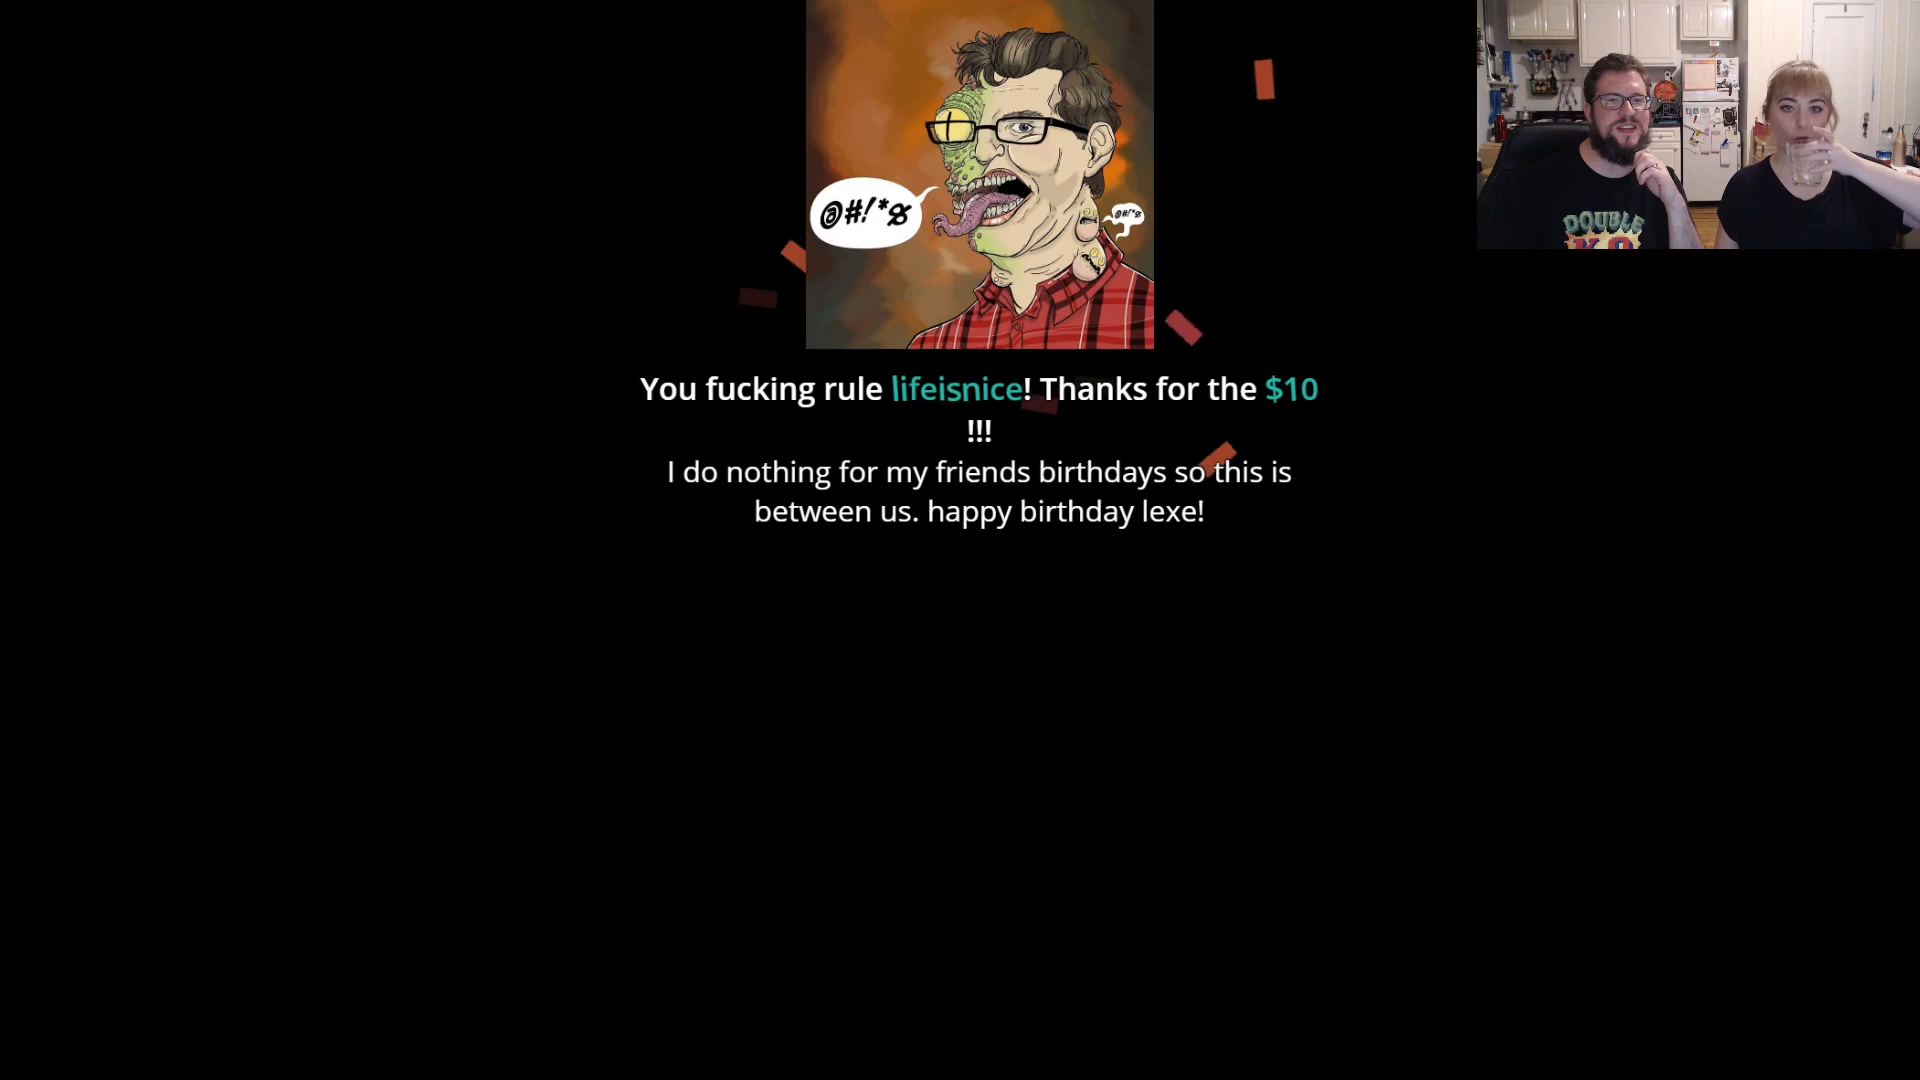 @#!*%
@#!*%
You fucking rule lifeisnice! Thanks for the $10
!!!
I do nothing for my friends birthdays so this is
between us. happy birthday lexe!
DOUBLE
K.O